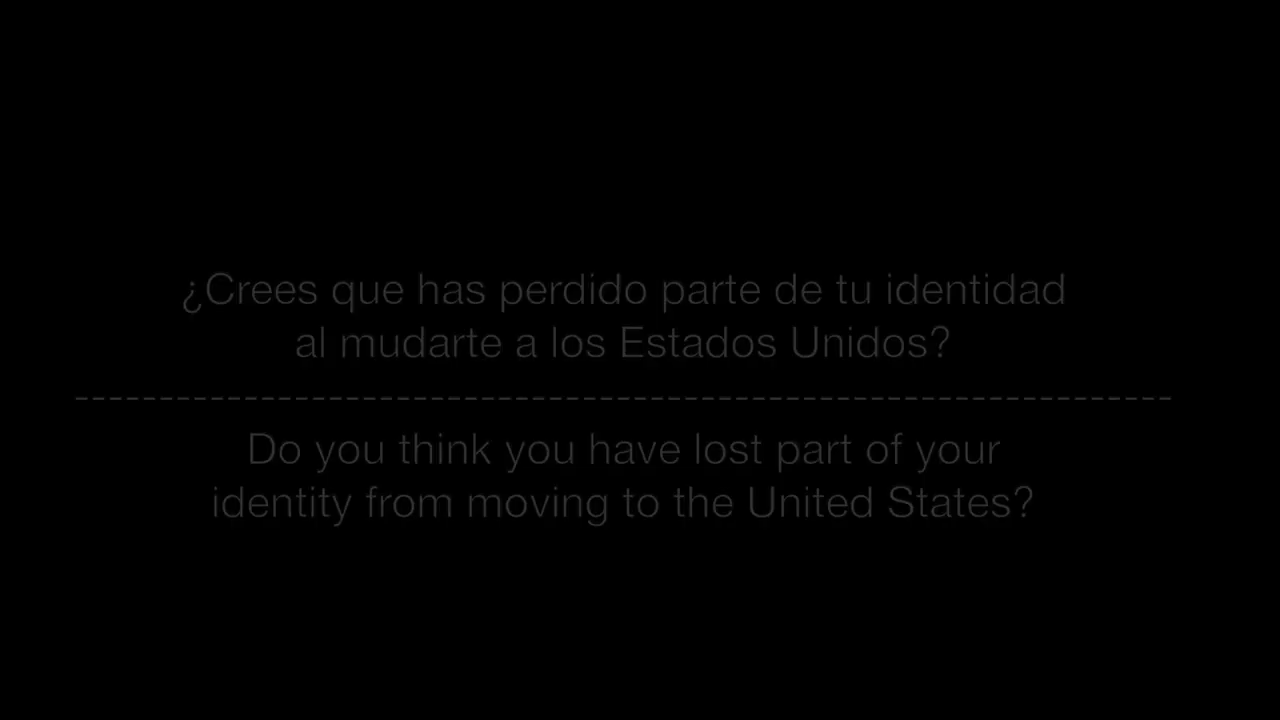 ¿Crees que has perdido parte de tu identidad
al mudarte a los Estados Unidos?
-----------------------------------------------------------------
Do you think you have lost part of your
identity from moving to the United States?